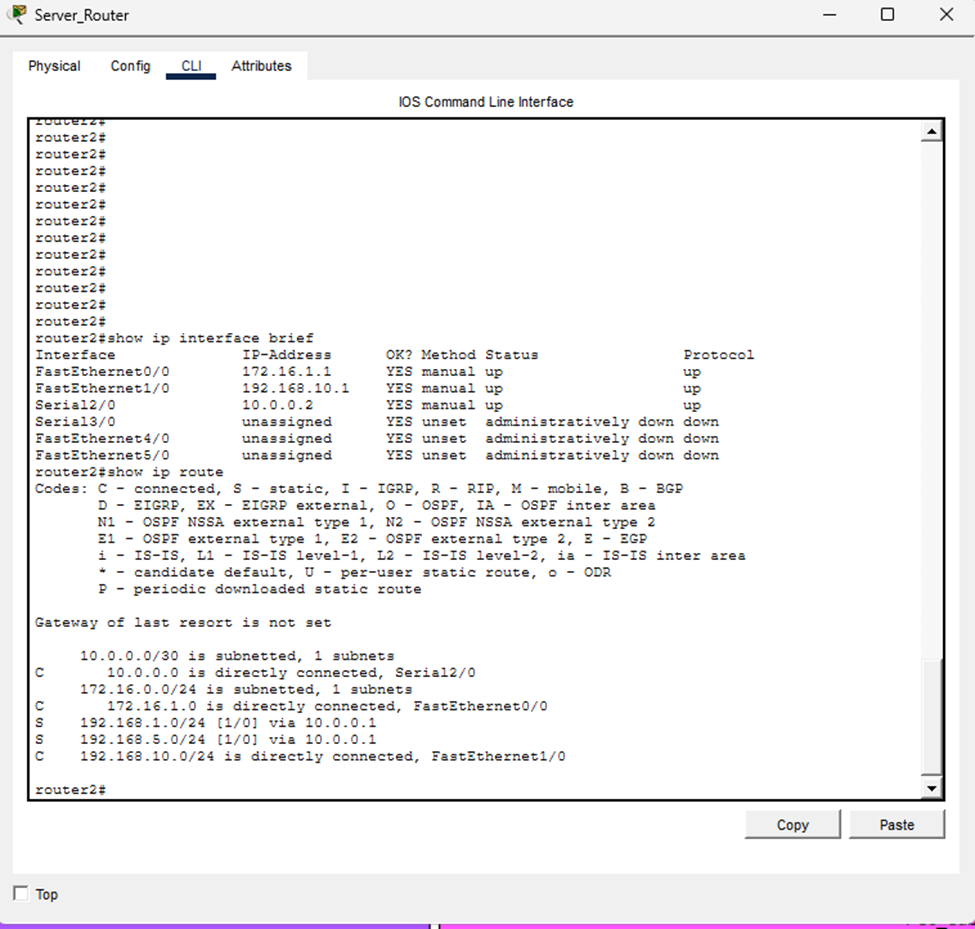 Server_Router
Physical Config CLI Attributes
IOS Command Line Interface
router2#
router2#
router2#
router2#
router2#
router2#
router2#
router2#
router2#
router2#
router2#
router2#
router2#
router2#show ip interface brief
Interface IP-Address OK? Method Status Protocol
FastEthernet0/0 172.16.1.1 YES manual up up
FastEthernet1/0 192.168.10.1 YES manual up up
Serial2/0 10.0.0.2 YES manual up up
Serial3/0 unassigned YES unset administratively down down
FastEthernet4/0 unassigned YES unset administratively down down
FastEthernet5/0 unassigned YES unset administratively down down
router2#show ip route
Codes: C - connected, S - static, I - IGRP, R - RIP, M - mobile, B - BGP
D - EIGRP, EX - EIGRP external, O - OSPF, IA - OSPF inter area
N1 - OSPF NSSA external type 1, N2 - OSPF NSSA external type 2
E1 - OSPF external type 1, E2 - OSPF external type 2, E - EGP
i - IS-IS, L1 - IS-IS level-1, L2 - IS-IS level-2, ia - IS-IS inter area
* - candidate default, U - per-user static route, o - ODR
P - periodic downloaded static route
Gateway of last resort is not set
10.0.0.0/30 is subnetted, 1 subnets
C 10.0.0.0 is directly connected, Serial2/0
172.16.0.0/24 is subnetted, 1 subnets
C 172.16.1.0 is directly connected, FastEthernet0/0
S 192.168.1.0/24 [1/0] via 10.0.0.1
S 192.168.5.0/24 [1/0] via 10.0.0.1
C 192.168.10.0/24 is directly connected, FastEthernet1/0
router2#
Copy Paste
Top